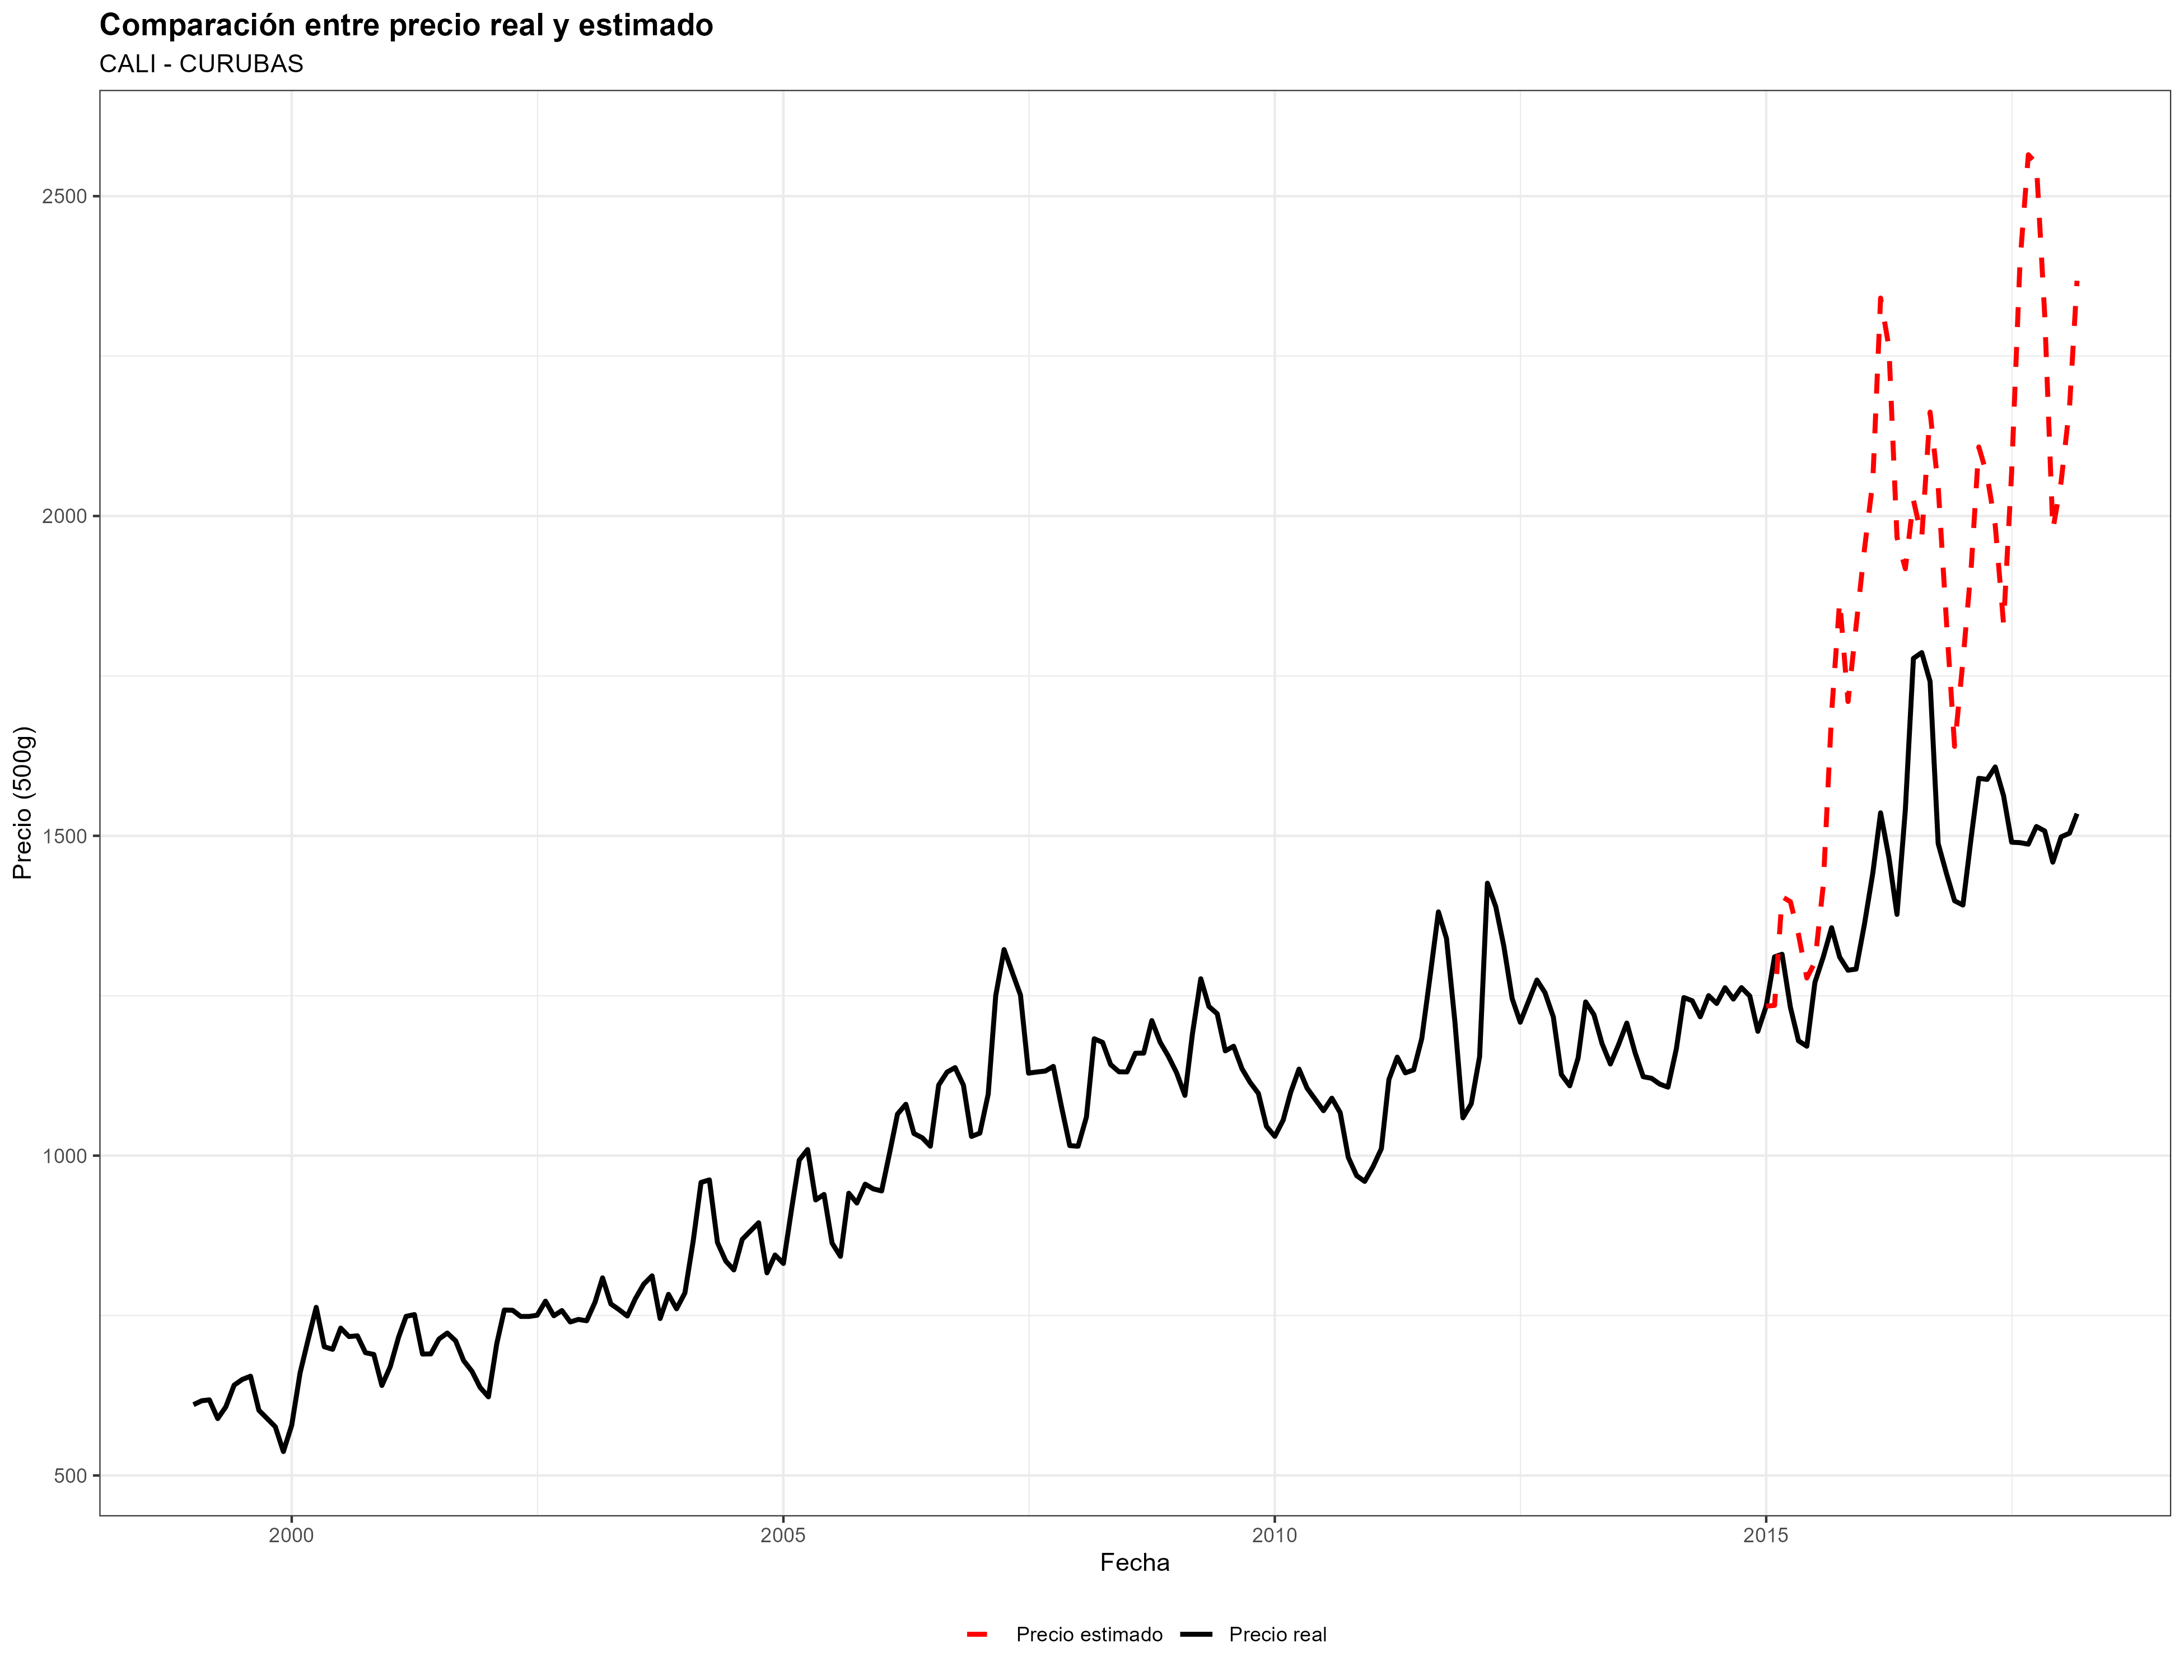 Comparación entre precio real y estimado
CALI - CURUBAS
2500
2000
1500
1000
500
Precio (500g)
2000 2005 2010 2015
Fecha
Precio estimado Precio real